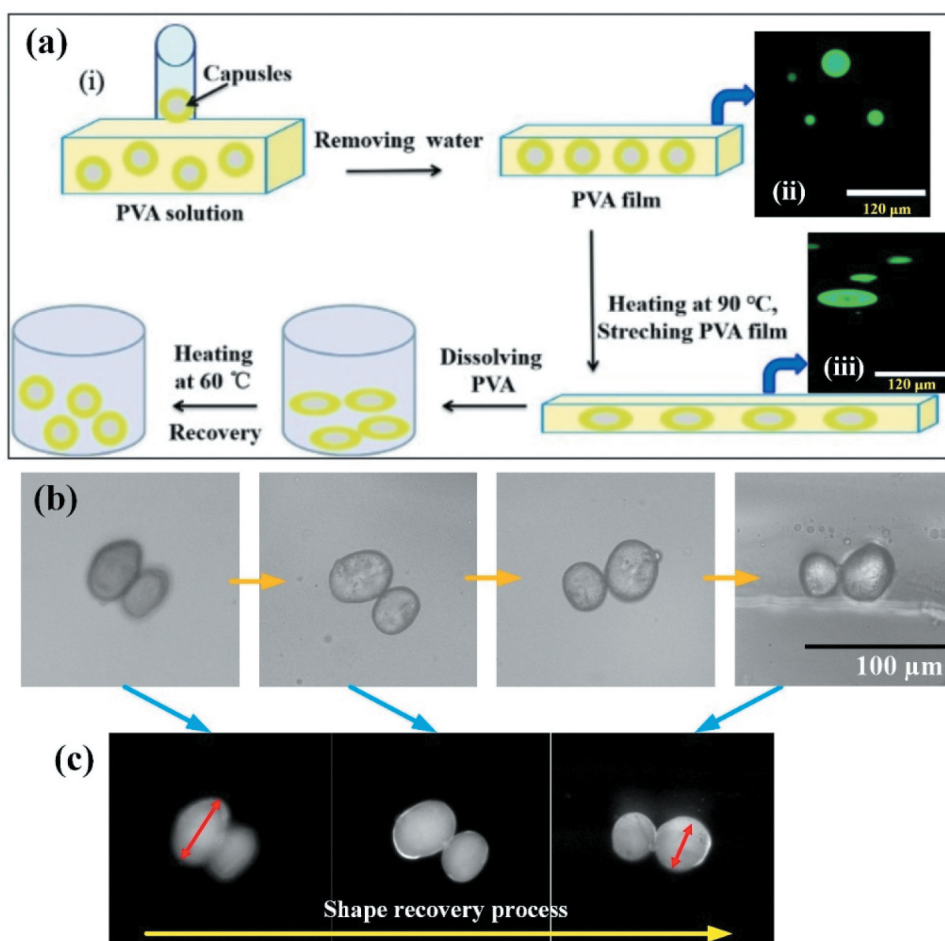 (a)
(i)
Capusles
PVA solution
Removing water
PVA film
(ii)
120 μm
Heating at 90 ℃,
Streching PVA film
(iii)
120 μm
Dissolving
PVA
Heating
at 60 ℃
Recovery
(b)
100 μm
(c)
Shape recovery process